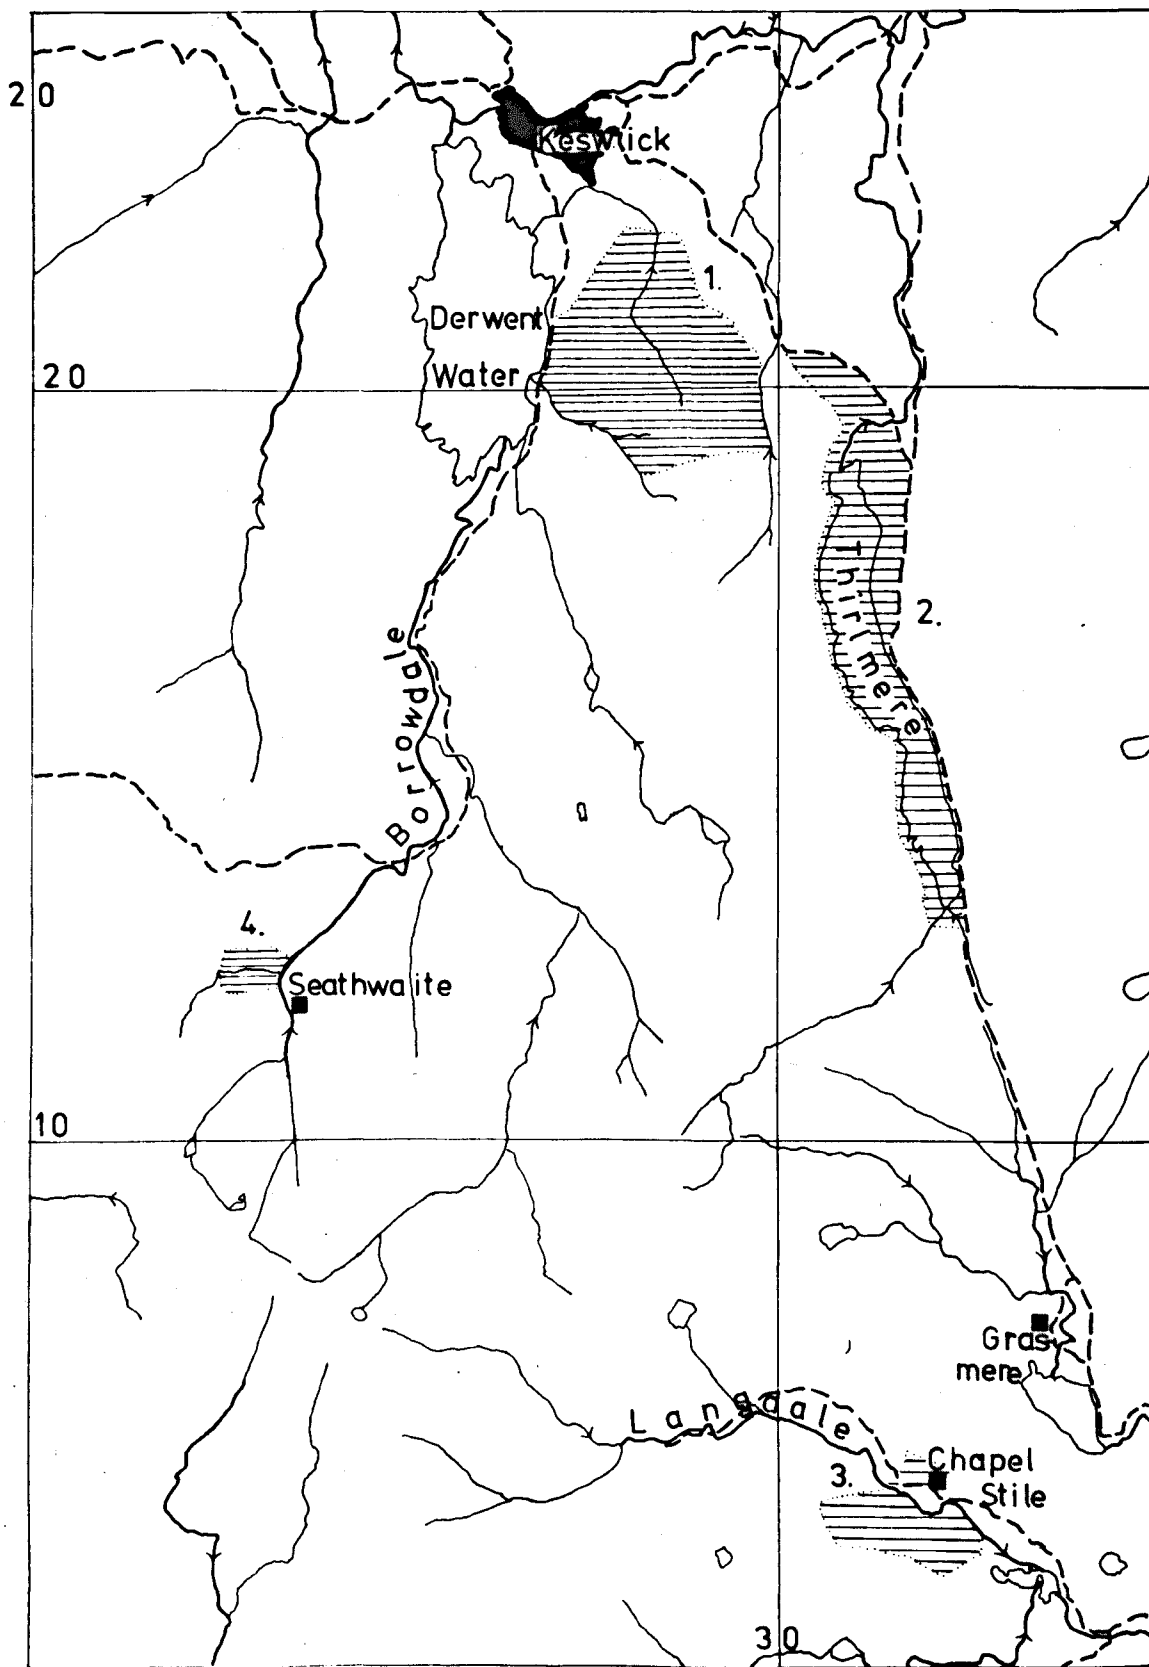 20
Keswick
1.
Derwent
Water
20
Thirlmere
2.
Borrowdale
4.
Seathwaite
10
Gras
mere
Langdale
3.
Chapel
Stile
30